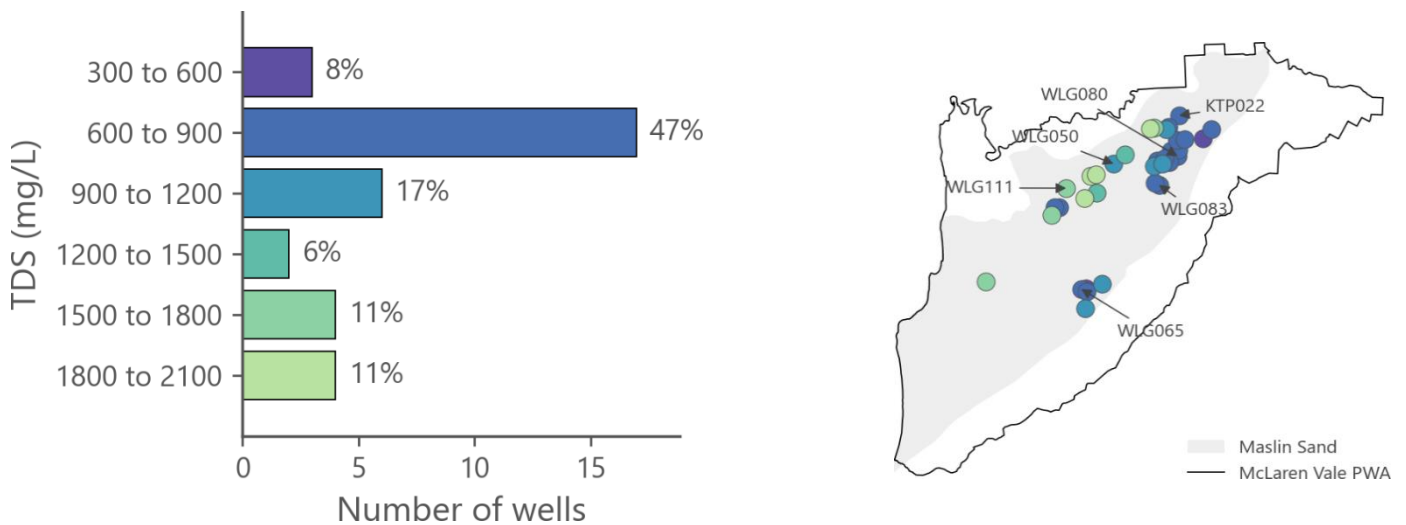 300 to 600
8%
600 to 900
47%
900 to 1200
17%
1200 to 1500
6%
1500 to 1800
11%
1800 to 2100
11%
TDS (mg/L)
0
5
10
15
Number of wells
WLG080
KTP022
WLG050
WLG111
WLG083
WLG065
Maslin Sand
McLaren Vale PWA